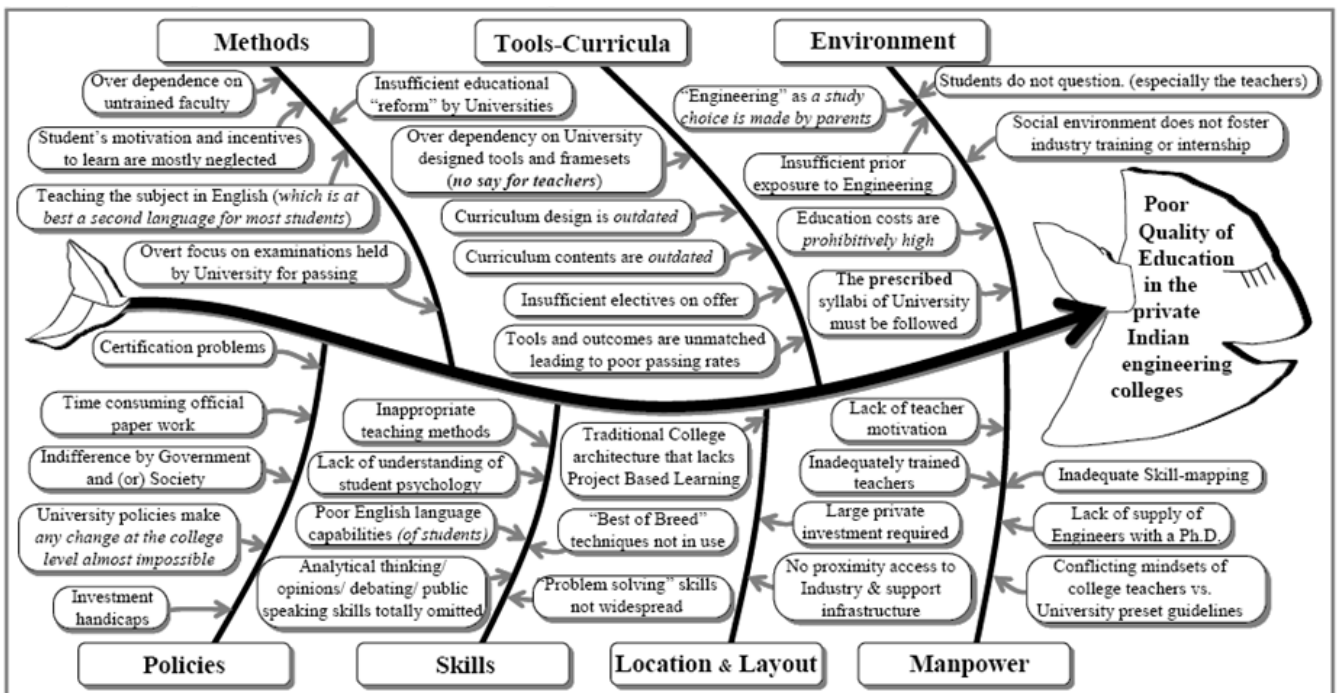 Methods
Over dependence on
untrained faculty
Student's motivation and incentives
to learn are mostly neglected
Teaching the subject in English (which is at
best a second language for most students)
Overt focus on examinations held
by University for passing
Insufficient educational
"reform" by Universities
Tools-Curricula
Over dependency on University
designed tools and framesets
(no say for teachers)
Curriculum design is outdated
Curriculum contents are outdated
Insufficient electives on offer
Tools and outcomes are unmatched
leading to poor passing rates
Environment
"Engineering" as a study
choice is made by parents
Insufficient prior
exposure to Engineering
Education costs are
prohibitively high
The prescribed
syllabi of University
must be followed
Students do not question. (especially the teachers)
Social environment does not foster
industry training or internship
Poor
Quality of
Education
in the
private
Indian
engineering
colleges
Certification problems
Time consuming official
paper work
Indifference by Government
and (or) Society
University policies make
any change at the college
level almost impossible
Investment
handicaps
Policies
Inappropriate
teaching methods
Lack of understanding of
student psychology
Poor English language
capabilities (of students)
Analytical thinking/
opinions/ debating/ public
speaking skills totally omitted
"Best of Breed"
techniques not in use
"Problem solving" skills
not widespread
Skills
Traditional College
architecture that lacks
Project Based Learning
Large private
investment required
No proximity access to
Industry & support
infrastructure
Location & Layout
Lack of teacher
motivation
Inadequately trained
teachers
Inadequate Skill-mapping
Lack of supply of
Engineers with a Ph.D.
Conflicting mindsets of
college teachers vs.
University preset guidelines
Manpower